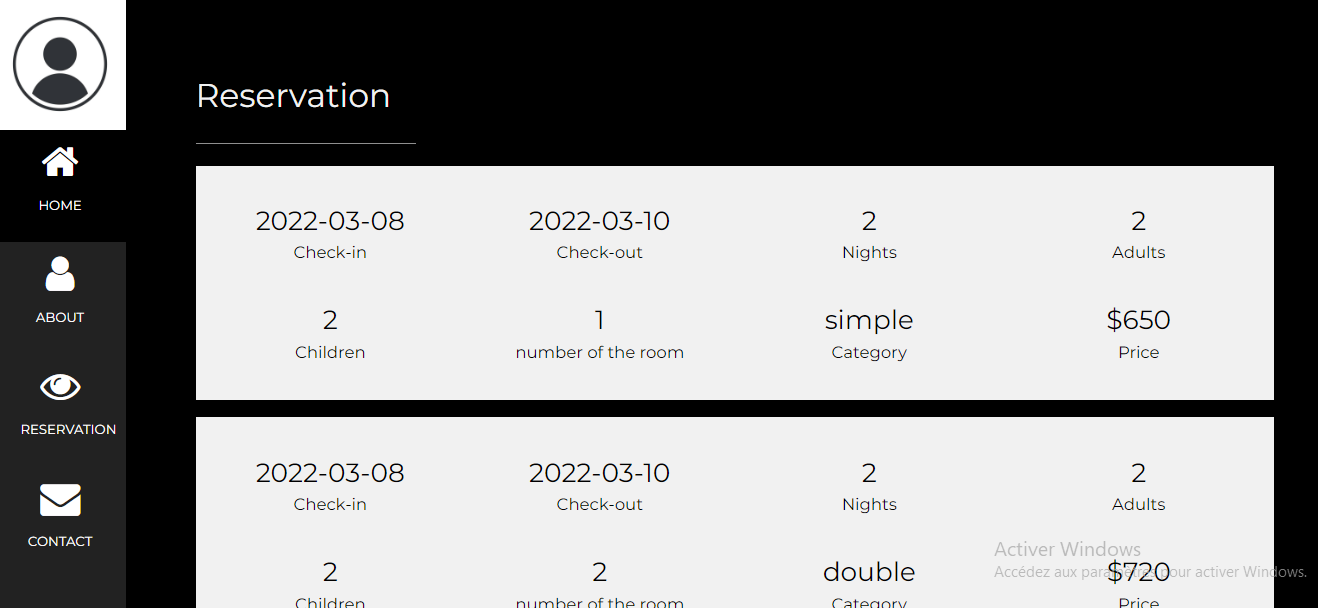 Reservation
HOME
ABOUT
RESERVATION
CONTACT
2022-03-08 2022-03-10 2 2
Check-in Check-out Nights Adults
2 1 simple $650
Children number of the room Category Price
2022-03-08 2022-03-10 2 2
Check-in Check-out Nights Adults
2 2 double $720
Children number of the room Category Price
Activer Windows
Accédez aux paramètres pour activer Windows.